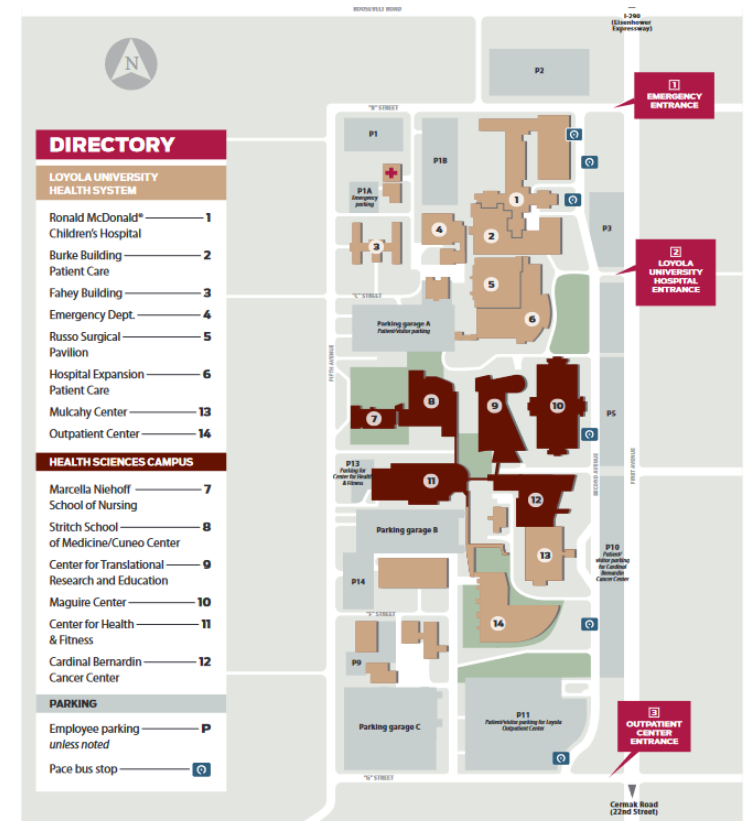 ROOSEVELT ROAD
I-290
(Eisenhower
Expressway)
N
P2
1
EMERGENCY
ENTRANCE
"B" STREET
DIRECTORY
LOYOLA UNIVERSITY
HEALTH SYSTEM
Ronald McDonald® 1
Children's Hospital
Burke Building 2
Patient Care
Fahey Building 3
Emergency Dept. 4
Russo Surgical 5
Pavilion
Hospital Expansion 6
Patient Care
Mulcahy Center 13
Outpatient Center 14
HEALTH SCIENCES CAMPUS
Marcella Niehoff 7
School of Nursing
Stritch School 8
of Medicine/Cuneo Center
Center for Translational 9
Research and Education
Maguire Center 10
Center for Health 11
& Fitness
Cardinal Bernardin 12
Cancer Center
PARKING
Employee parking P
unless noted
Pace bus stop
P1
P1B
P1A
Emergency
parking
1
2
3
4
P3
2
LOYOLA
UNIVERSITY
HOSPITAL
ENTRANCE
5
6
"C" STREET
Parking garage A
Patient/visitor parking
FIFTH AVENUE
7
8
9
10
P5
P13
Parking for
Center for Health
& Fitness
11
12
SECOND AVENUE
FIRST AVENUE
Parking garage B
13
P10
Patient/
visitor parking
for Cardinal
Bernardin
Cancer Center
P14
14
"F" STREET
P9
Parking garage C
P11
Patient/visitor parking for Loyola
Outpatient Center
3
OUTPATIENT
CENTER
ENTRANCE
"G" STREET
Cermak Road
(22nd Street)